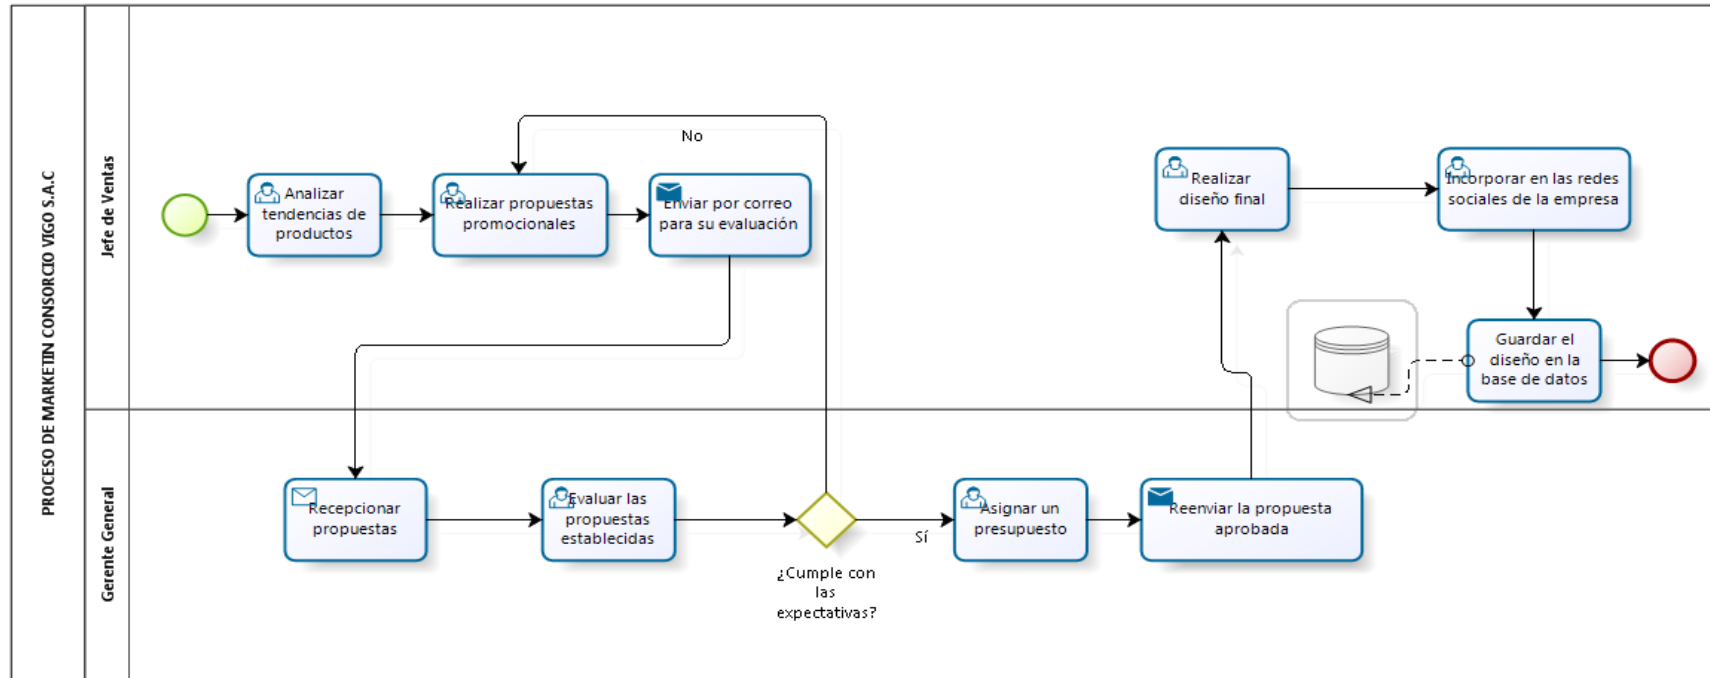 PROCESO DE MARKETIN CONSORCIO VIGO S.A.C
Jefe de Ventas
Analizar
tendencias de
productos
Realizar propuestas
promocionales
Enviar por correo
para su evaluación
No
Realizar
diseño final
Incorporar en las redes
sociales de la empresa
Guardar el
diseño en la
base de datos
Gerente General
Recepcionar
propuestas
Evaluar las
propuestas
establecidas
¿Cumple con
las
expectativas?
Sí
Asignar un
presupuesto
Reenviar la propuesta
aprobada